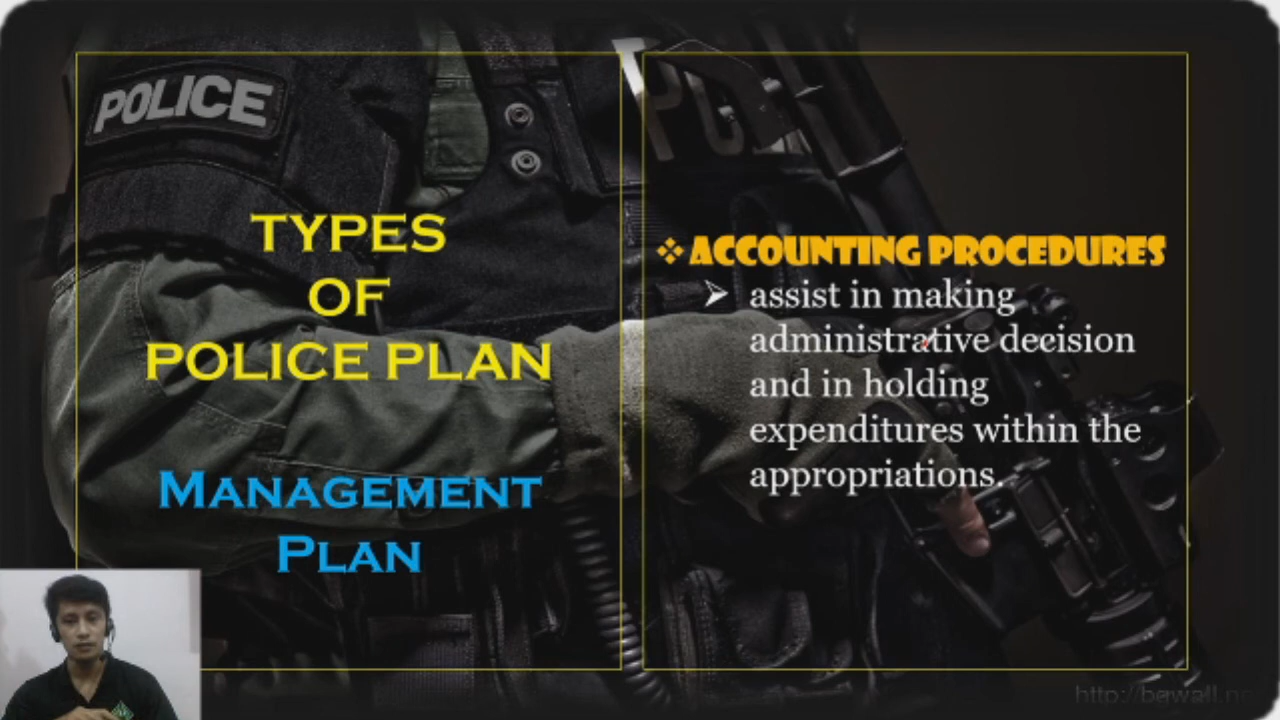 POLICE
TYPES
OF
POLICE PLAN
MANAGEMENT
PLAN
ACCOUNTING PROCEDURES
assist in making
administrative decision
and in holding
expenditures within the
appropriations.